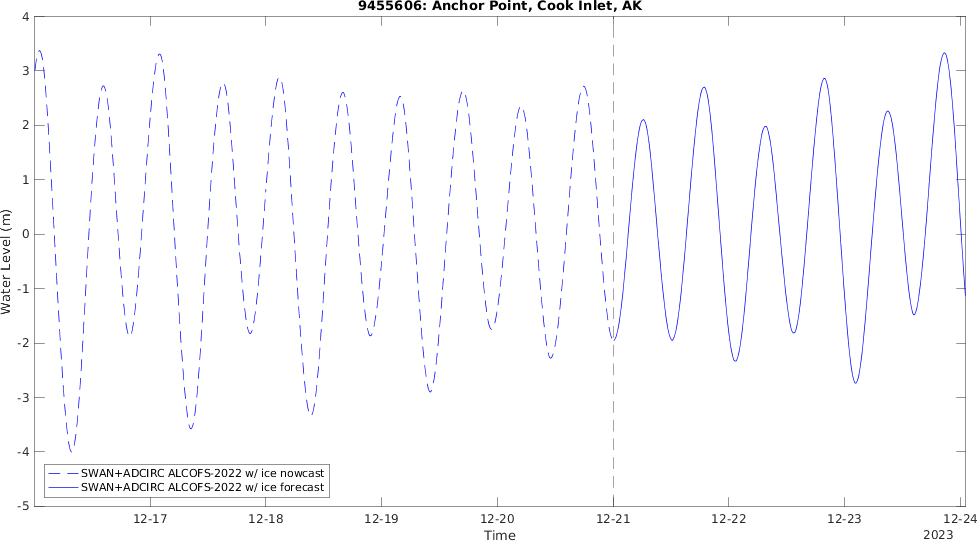 9455606: Anchor Point, Cook Inlet, AK
4
3
2
1
0
-1
-2
-3
-4
-5
Water Level (m)
SWAN+ADCIRC ALCOFS-2022 w/ ice nowcast
SWAN+ADCIRC ALCOFS-2022 w/ ice forecast
12-17 12-18 12-19 12-20 12-21 12-22 12-23 12-24
Time
2023